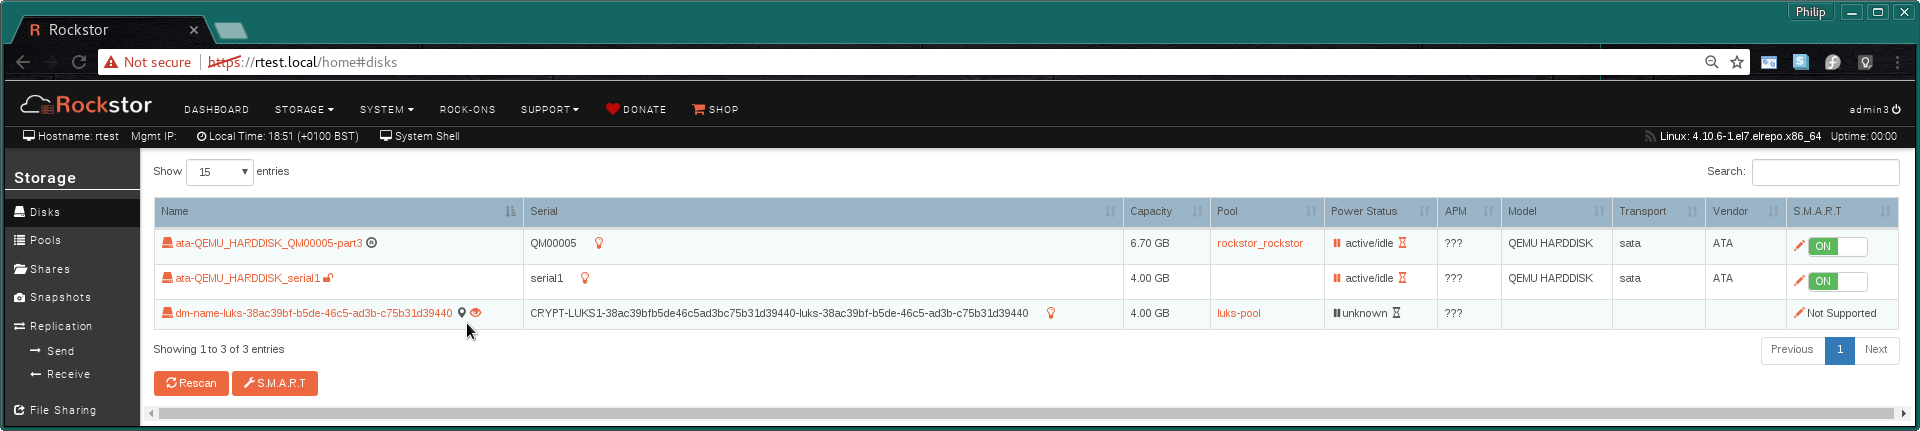 Philip
R Rockstor
Not secure https://rtest.local/home#disks
Rockstor DASHBOARD STORAGE SYSTEM ROCK-ONS SUPPORT DONATE SHOP admin3
Hostname: rtest Mgmt IP: Local Time: 18:51 (+0100 BST) System Shell Linux: 4.10.6-1.el7.elrepo.x86_64 Uptime: 00:00
Storage
Disks
Pools
Shares
Snapshots
Replication
Send
Receive
File Sharing
Show 15 entries Search:
Name Serial Capacity Pool Power Status APM Model Transport Vendor S.M.A.R.T
ata-QEMU_HARDDISK_QM00005-part3 QM00005 6.70 GB rockstor_rockstor active/idle ??? QEMU HARDDISK sata ATA ON
ata-QEMU_HARDDISK_serial1 serial1 4.00 GB active/idle ??? QEMU HARDDISK sata ATA ON
dm-name-luks-38ac39bf-b5de-46c5-ad3b-c75b31d39440 CRYPT-LUKS1-38ac39bfb5de46c5ad3bc75b31d39440-luks-38ac39bf-b5de-46c5-ad3b-c75b31d39440 4.00 GB luks-pool unknown ??? Not Supported
Showing 1 to 3 of 3 entries Previous 1 Next
Rescan S.M.A.R.T